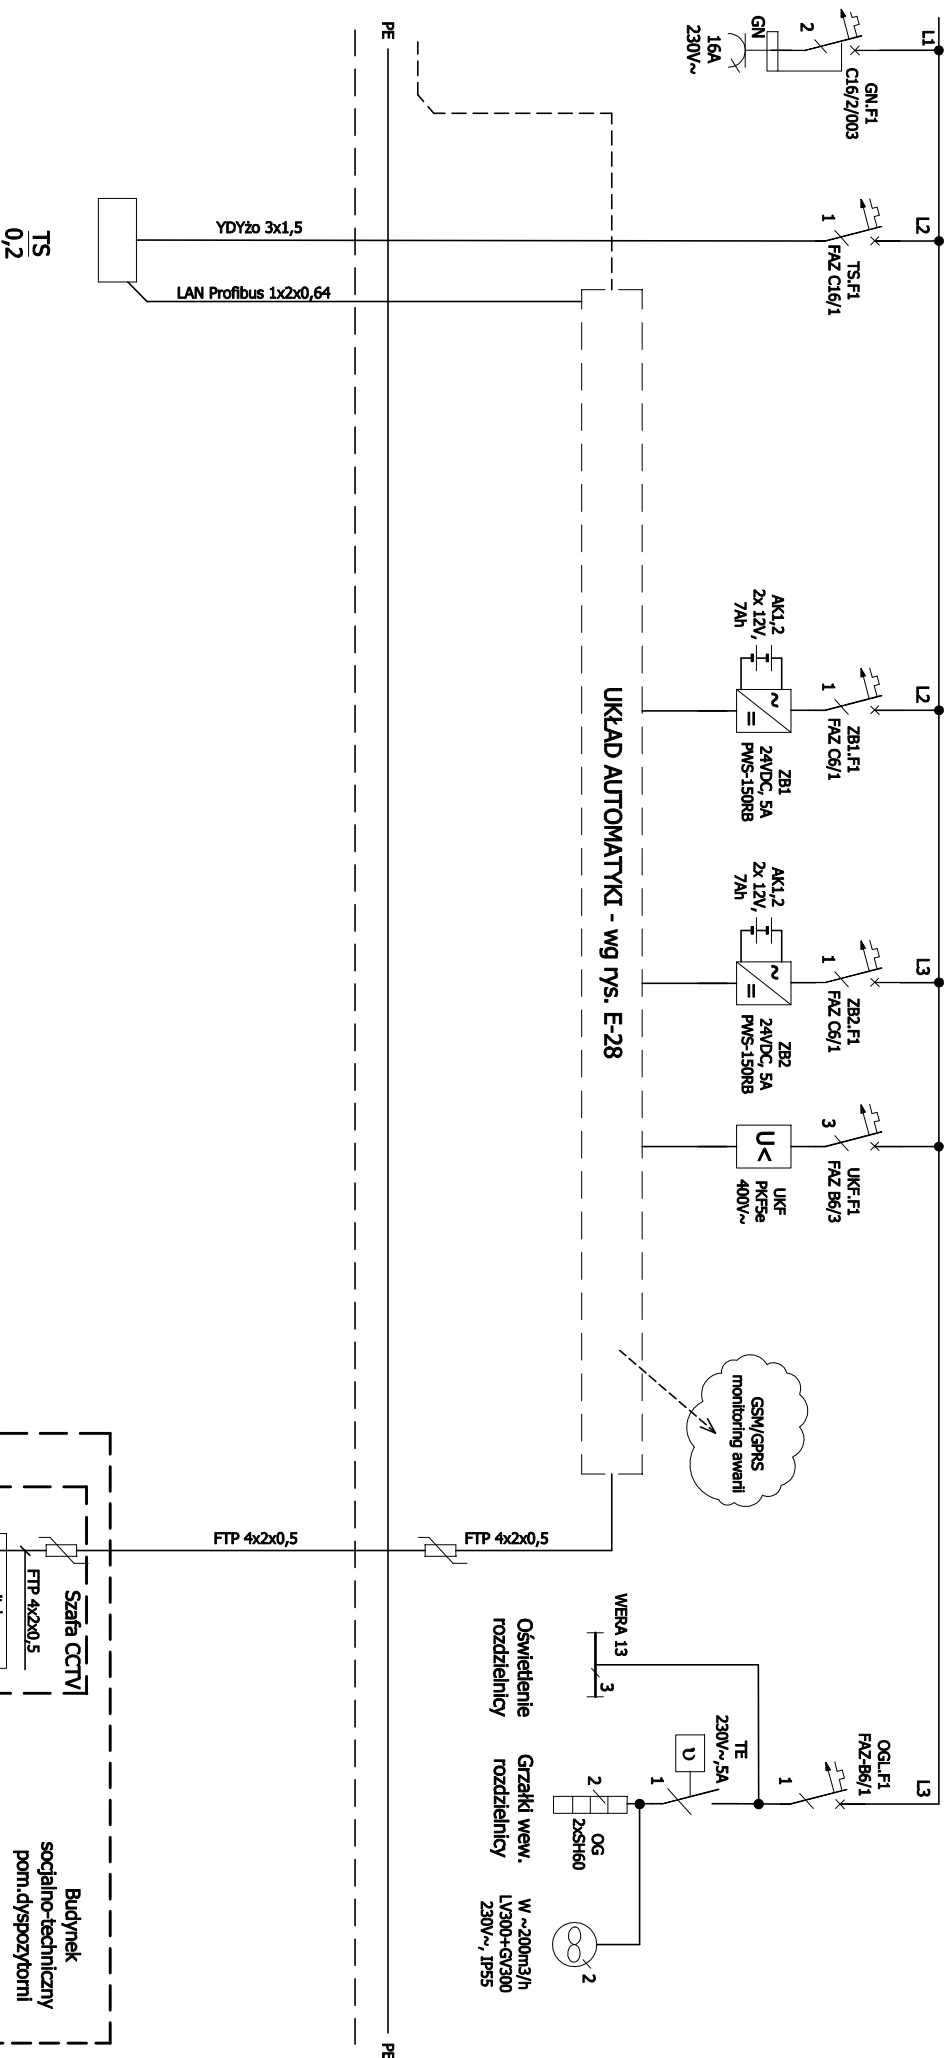 L1
GN.F1
C16/2/003
2
GN
16A
230V~
L2
TS.F1
FAZ C16/1
1
L2
ZB1.F1
FAZ C6/1
1
ZB1
24VDC, 5A
PWS-150RB
AK1,2
2x 12V,
7Ah
L3
ZB2.F1
FAZ C6/1
1
ZB2
24VDC, 5A
PWS-150RB
AK1,2
2x 12V,
7Ah
UKF.F1
FAZ B6/3
3
U<
UKF
PKF5e
400V~
GSM/GPRS
monitoring awarii
L3
OGL.F1
FAZ-B6/1
1
TE
230V~,5A
υ
1
OG
2xSH60
2
WERA 13
3
Oświetlenie
rozdzielnicy
Grzałki wew.
rozdzielnicy
W ~200m3/h
LV300+GV300
230V~, IP55
2
UKŁAD AUTOMATYKI - wg rys. E-28
PE
PE
YDYżo 3x1,5
LAN Profibus 1x2x0,64
FTP 4x2x0,5
FTP 4x2x0,5
TS
0,2
Szafa CCTV
FTP 4x2x0,5
Budynek
socjalno-techniczny
pom.dyspozytorni